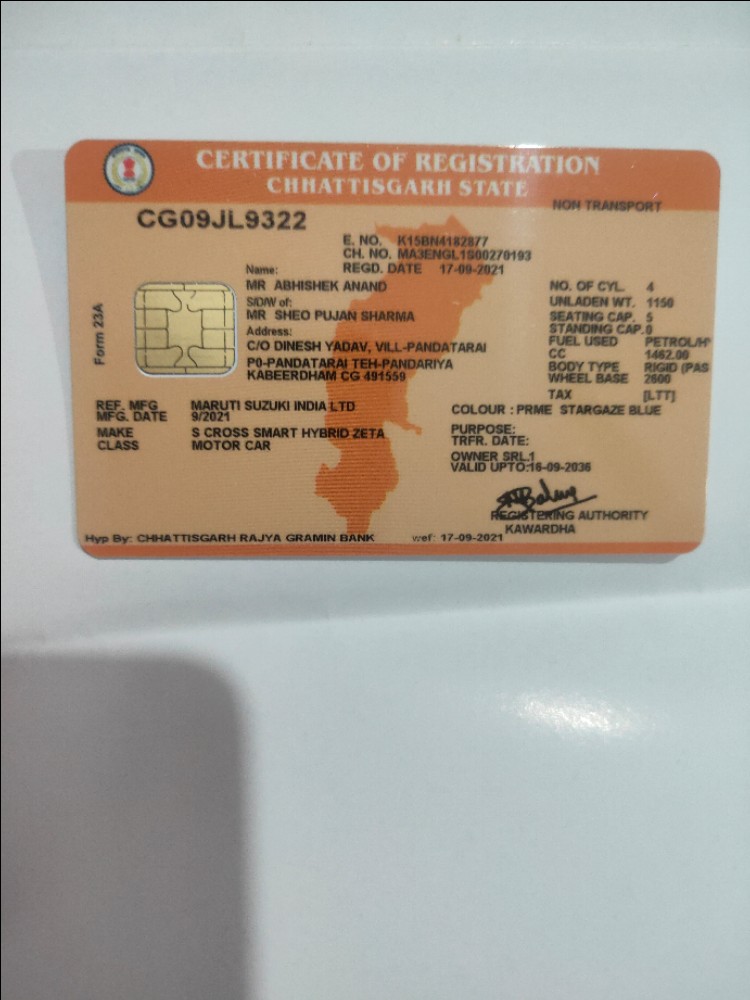 CERTIFICATE OF REGISTRATION
CHHATTISGARH STATE
NON TRANSPORT
CG09JL9322
E. NO. K15BN4182877
CH. NO. MA3ENGL1S00270193
REGD. DATE 17-09-2021
Name:
MR ABHISHEK ANAND
S/D/W of:
MR SHEO PUJAN SHARMA
Address:
C/O DINESH YADAV, VILL-PANDATARAI
P0-PANDATARAI TEH-PANDARIYA
KABEERDHAM CG 491559
Form 23A
NO. OF CYL. 4
UNLADEN WT. 1150
SEATING CAP. 5
STANDING CAP.0
FUEL USED PETROL/H
CC 1462.00
BODY TYPE RIGID (PAS
WHEEL BASE 2600
TAX [LTT]
REF. MFG MARUTI SUZUKI INDIA LTD
MFG. DATE 9/2021
MAKE S CROSS SMART HYBRID ZETA
CLASS MOTOR CAR
COLOUR : PRME STARGAZE BLUE
PURPOSE:
TRFR. DATE:
OWNER SRL.1
VALID UPTO:16-09-2036
REGISTERING AUTHORITY
KAWARDHA
Hyp By: CHHATTISGARH RAJYA GRAMIN BANK wef: 17-09-2021